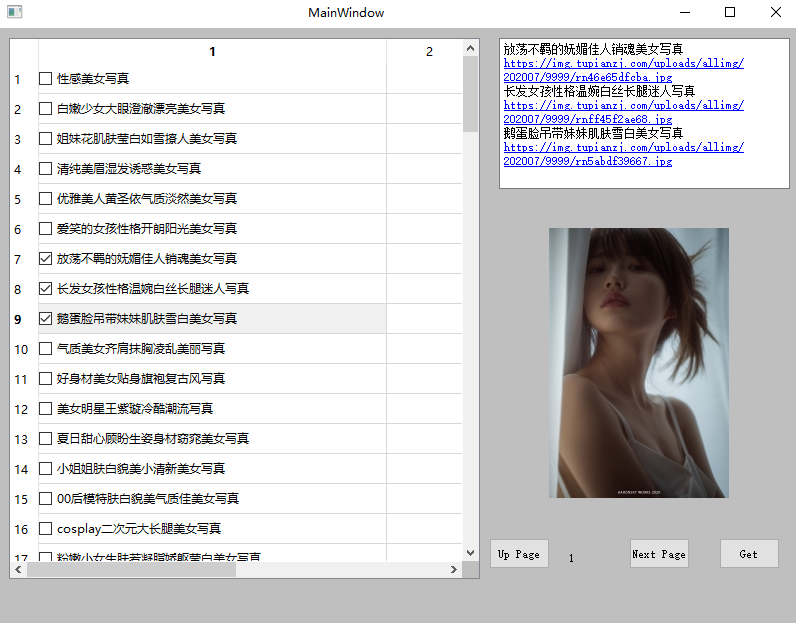 MainWindow
1 2
1 性感美女写真
2 白嫩少女大眼澄澈漂亮美女写真
3 姐妹花肌肤莹白如雪撩人美女写真
4 清纯美眉湿发诱惑美女写真
5 优雅美人黄圣依气质淡然美女写真
6 爱笑的女孩性格开朗阳光美女写真
7 放荡不羁的妩媚佳人销魂美女写真
8 长发女孩性格温婉白丝长腿迷人写真
9 鹅蛋脸吊带妹妹肌肤雪白美女写真
10 气质美女齐肩抹胸凌乱美丽写真
11 好身材美女贴身旗袍复古风写真
12 美女明星王紫璇冷酷潮流写真
13 夏日甜心顾盼生姿身材窈窕美女写真
14 小姐姐肤白貌美小清新美女写真
15 00后模特肤白貌美气质佳美女写真
16 cosplay二次元大长腿美女写真
17 粉嫩小女生肤若凝脂娇躯莹白美女写真
放荡不羁的妩媚佳人销魂美女写真
https://img.tupianzj.com/uploads/allimg/
202007/9999/rn46e65dfcba.jpg
长发女孩性格温婉白丝长腿迷人写真
https://img.tupianzj.com/uploads/allimg/
202007/9999/rnff45f2ae68.jpg
鹅蛋脸吊带妹妹肌肤雪白美女写真
https://img.tupianzj.com/uploads/allimg/
202007/9999/rn5abdf39667.jpg
Up Page 1 Next Page Get